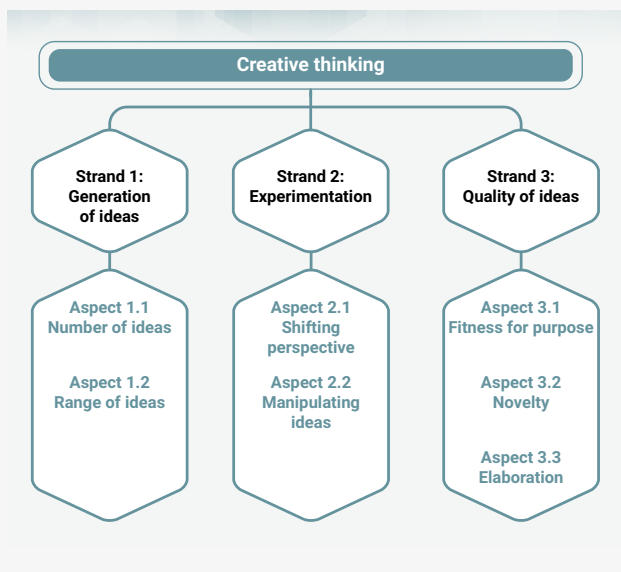 Creative thinking
Strand 1:
Generation
of ideas
Strand 2:
Experimentation
Strand 3:
Quality of ideas
Aspect 1.1
Number of ideas
Aspect 1.2
Range of ideas
Aspect 2.1
Shifting
perspective
Aspect 2.2
Manipulating
ideas
Aspect 3.1
Fitness for purpose
Aspect 3.2
Novelty
Aspect 3.3
Elaboration